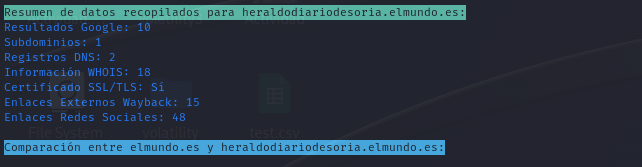 Resumen de datos recopilados para heraldodiariodesoria.elmundo.es:
Resultados Google: 10
Subdominios: 1
Registros DNS: 2
Información WHOIS: 18
Certificado SSL/TLS: Sí
Enlaces Externos Wayback: 15
Enlaces Redes Sociales: 48
File System
volatility
test.csv
Comparación entre elmundo.es y heraldodiariodesoria.elmundo.es: